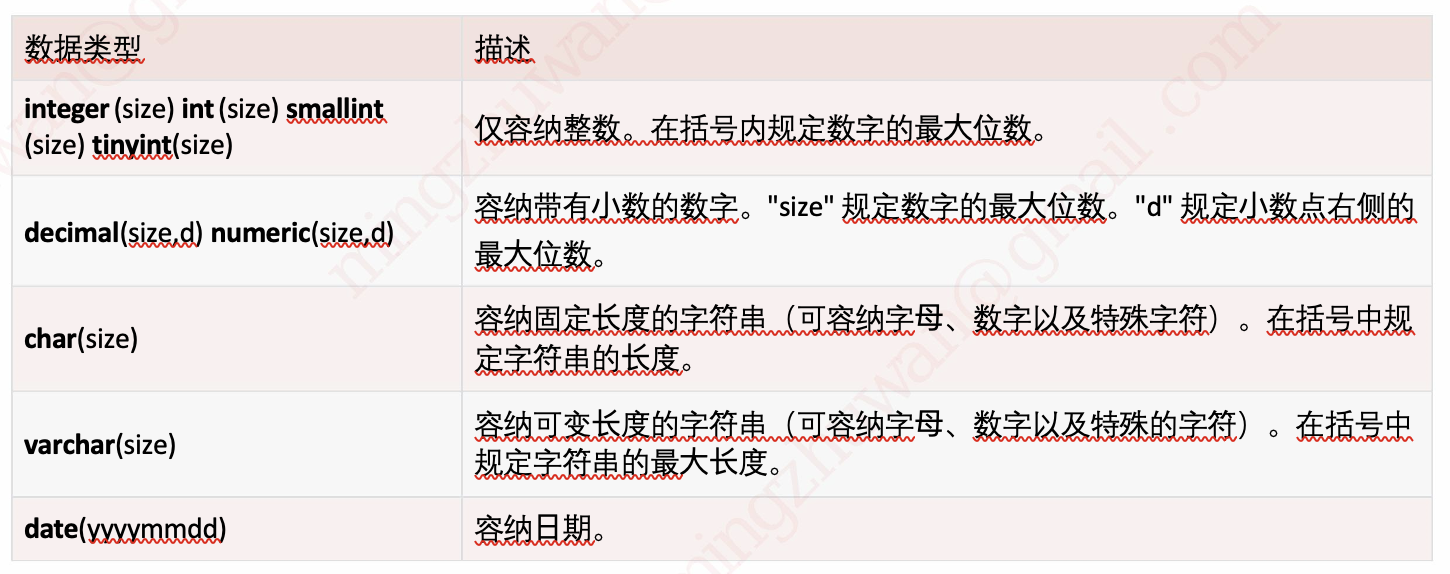 数据类型
描述
integer (size) int (size) smallint
(size) tinyint(size)
仅容纳整数。在括号内规定数字的最大位数。
decimal(size,d) numeric(size,d)
容纳带有小数的数字。"size" 规定数字的最大位数。"d" 规定小数点右侧的
最大位数。
char(size)
容纳固定长度的字符串（可容纳字母、数字以及特殊字符）。在括号中规
定字符串的长度。
varchar(size)
容纳可变长度的字符串（可容纳字母、数字以及特殊的字符）。在括号中
规定字符串的最大长度。
date(yyyymmdd)
容纳日期。
mingzhuwan@gmail.com